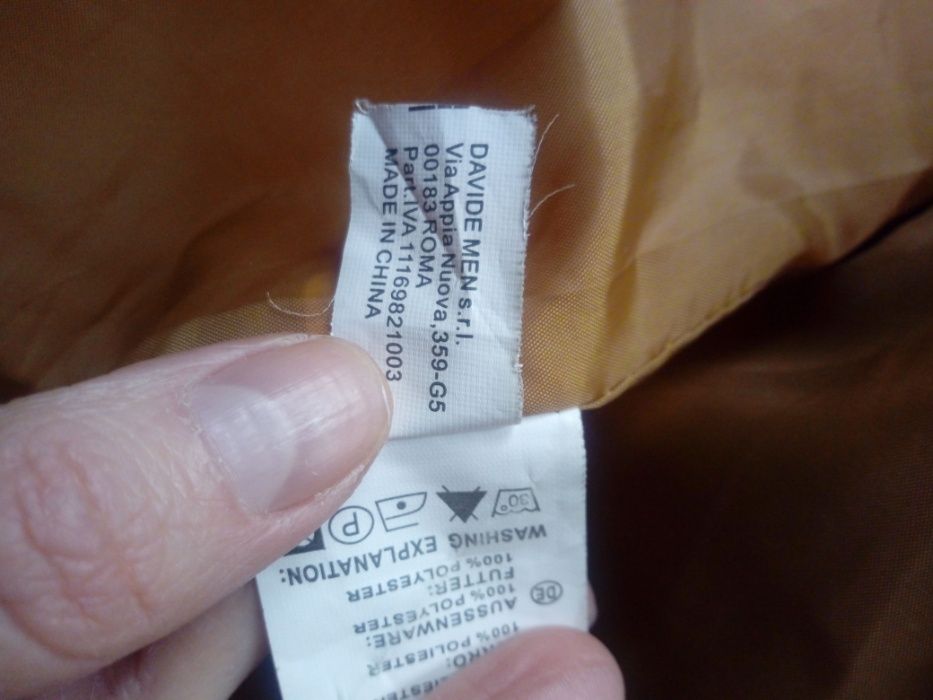 DAVIDE MEN s.r.l.
Via Appia Nuova,359-G5
00183 ROMA
Part.IVA 11169821003
MADE IN CHINA
100% POLIESTER
AUSSENWARE:
100% POLYESTER
DE
FUTTER:
100% POLYESTER
WASHING EXPLANATION:
30°
P